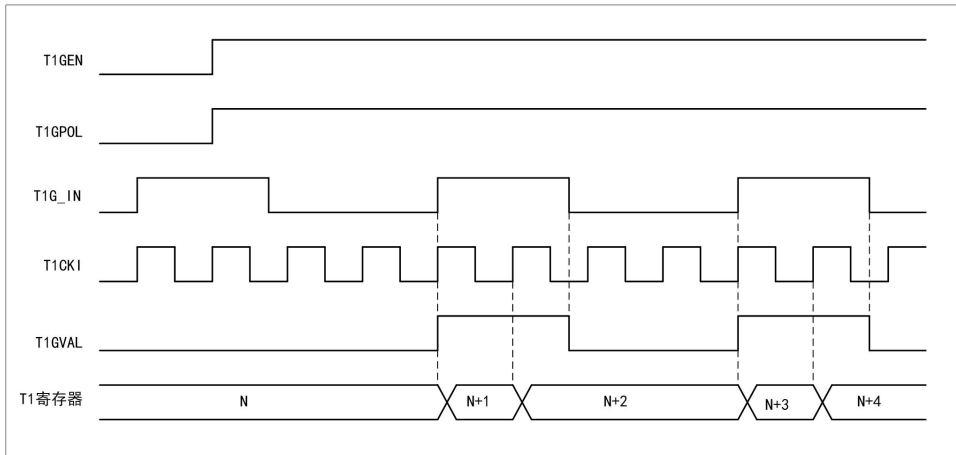 T1GEN
T1GPOL
T1G_IN
T1CKI
T1GVAL
T1寄存器 N N+1 N+2 N+3 N+4